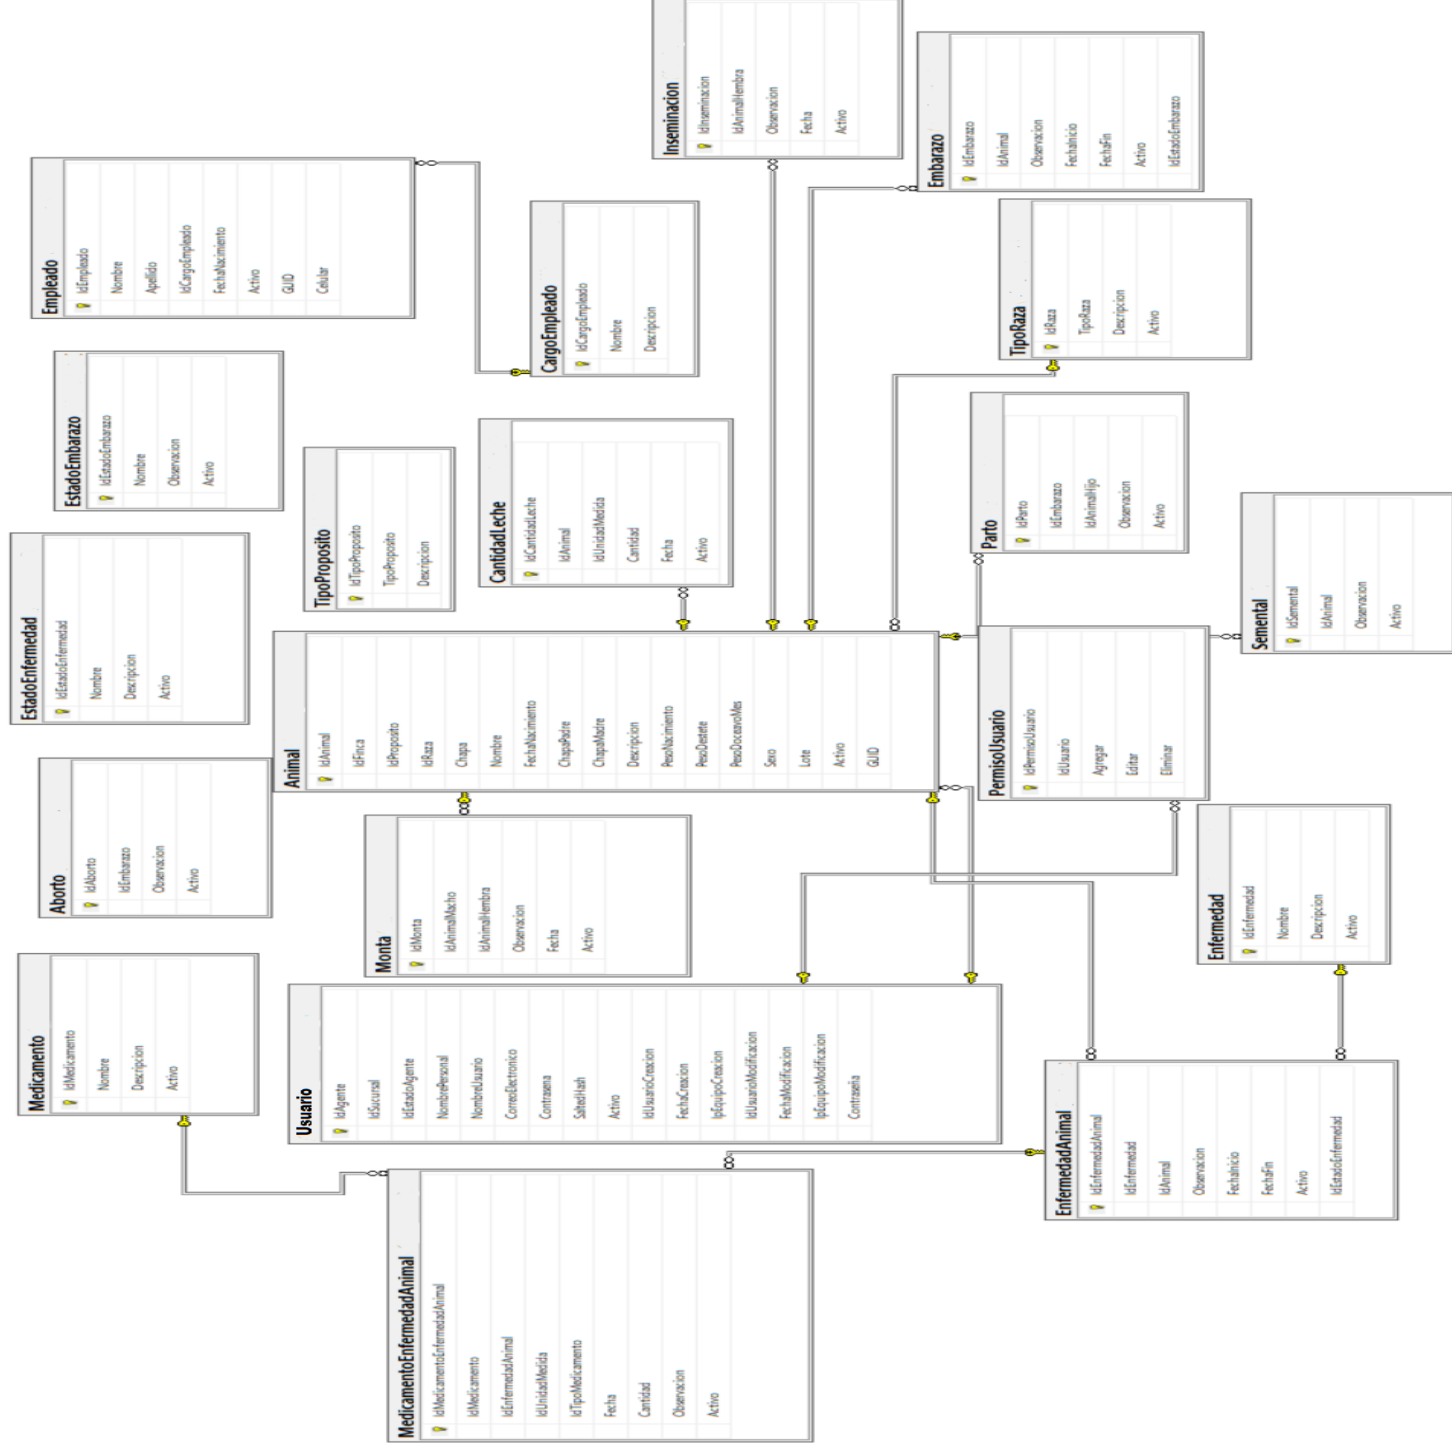 Medicamento
IdMedicamento
Nombre
Descripcion
Activo
Aborto
IdAborto
IdEmbarazo
Observacion
Activo
EstadoEnfermedad
IdEstadoEnfermedad
Nombre
Descripcion
Activo
EstadoEmbarazo
IdEstadoEmbarazo
Nombre
Observacion
Activo
Empleado
IdEmpleado
Nombre
Apellido
IdCargoEmpleado
FechaNacimiento
Activo
GUID
Celular
MedicamentoEnfermedadAnimal
IdMedicamentoEnfermedadAnimal
IdMedicamento
IdEnfermedadAnimal
IdUnidadMedida
IdTipoMedicamento
Fecha
Cantidad
Observacion
Activo
Usuario
IdAgente
IdSucursal
IdEstadoAgente
NombrePersonal
NombreUsuario
CorreoElectronico
Contrasena
SaltedHash
Activo
IdUsuarioCreacion
FechaCreacion
IpEquipoCreacion
IdUsuarioModificacion
FechaModificacion
IpEquipoModificacion
Contraseña
Monta
IdMonta
IdAnimalMacho
IdAnimalHembra
Observacion
Fecha
Activo
Animal
IdAnimal
IdFinca
IdProposito
IdRaza
Chapa
Nombre
FechaNacimiento
ChapaPadre
ChapaMadre
Descripcion
PesoNacimiento
PesoDestete
PesoDoceavoMes
Sexo
Lote
Activo
GUID
TipoProposito
IdTipoProposito
TipoProposito
Descripcion
CantidadLeche
IdCantidadLeche
IdAnimal
IdUnidadMedida
Cantidad
Fecha
Activo
CargoEmpleado
IdCargoEmpleado
Nombre
Descripcion
Inseminacion
IdInseminacion
IdAnimalHembra
Observacion
Fecha
Activo
Embarazo
IdEmbarazo
IdAnimal
Observacion
FechaInicio
FechaFin
Activo
IdEstadoEmbarazo
TipoRaza
IdRaza
TipoRaza
Descripcion
Activo
Parto
IdParto
IdEmbarazo
IdAnimalHijo
Observacion
Activo
PermisoUsuario
IdPermisoUsuario
IdUsuario
Agregar
Editar
Eliminar
Semental
IdSemental
IdAnimal
Observacion
Activo
Enfermedad
IdEnfermedad
Nombre
Descripcion
Activo
EnfermedadAnimal
IdEnfermedadAnimal
IdEnfermedad
IdAnimal
Observacion
FechaInicio
FechaFin
Activo
IdEstadoEnfermedad